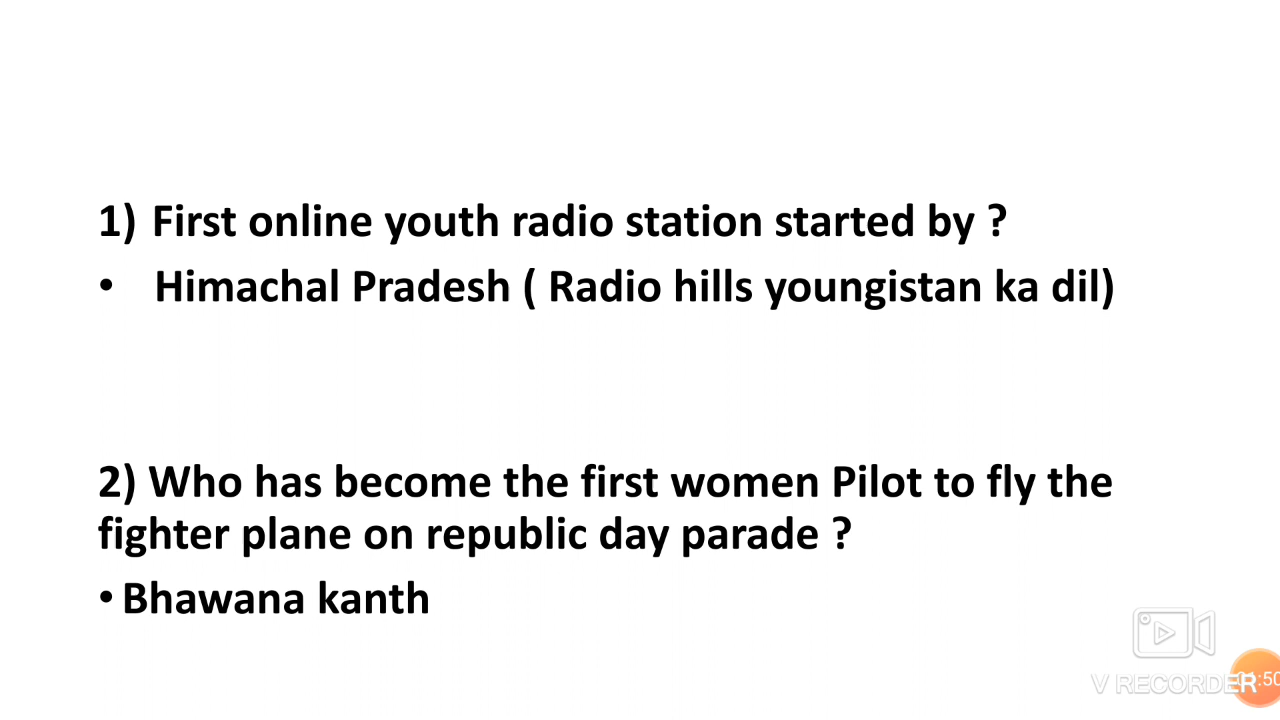 1) First online youth radio station started by ?
• Himachal Pradesh ( Radio hills youngistan ka dil)
2) Who has become the first women Pilot to fly the
fighter plane on republic day parade ?
• Bhawana kanth
V RECORDER